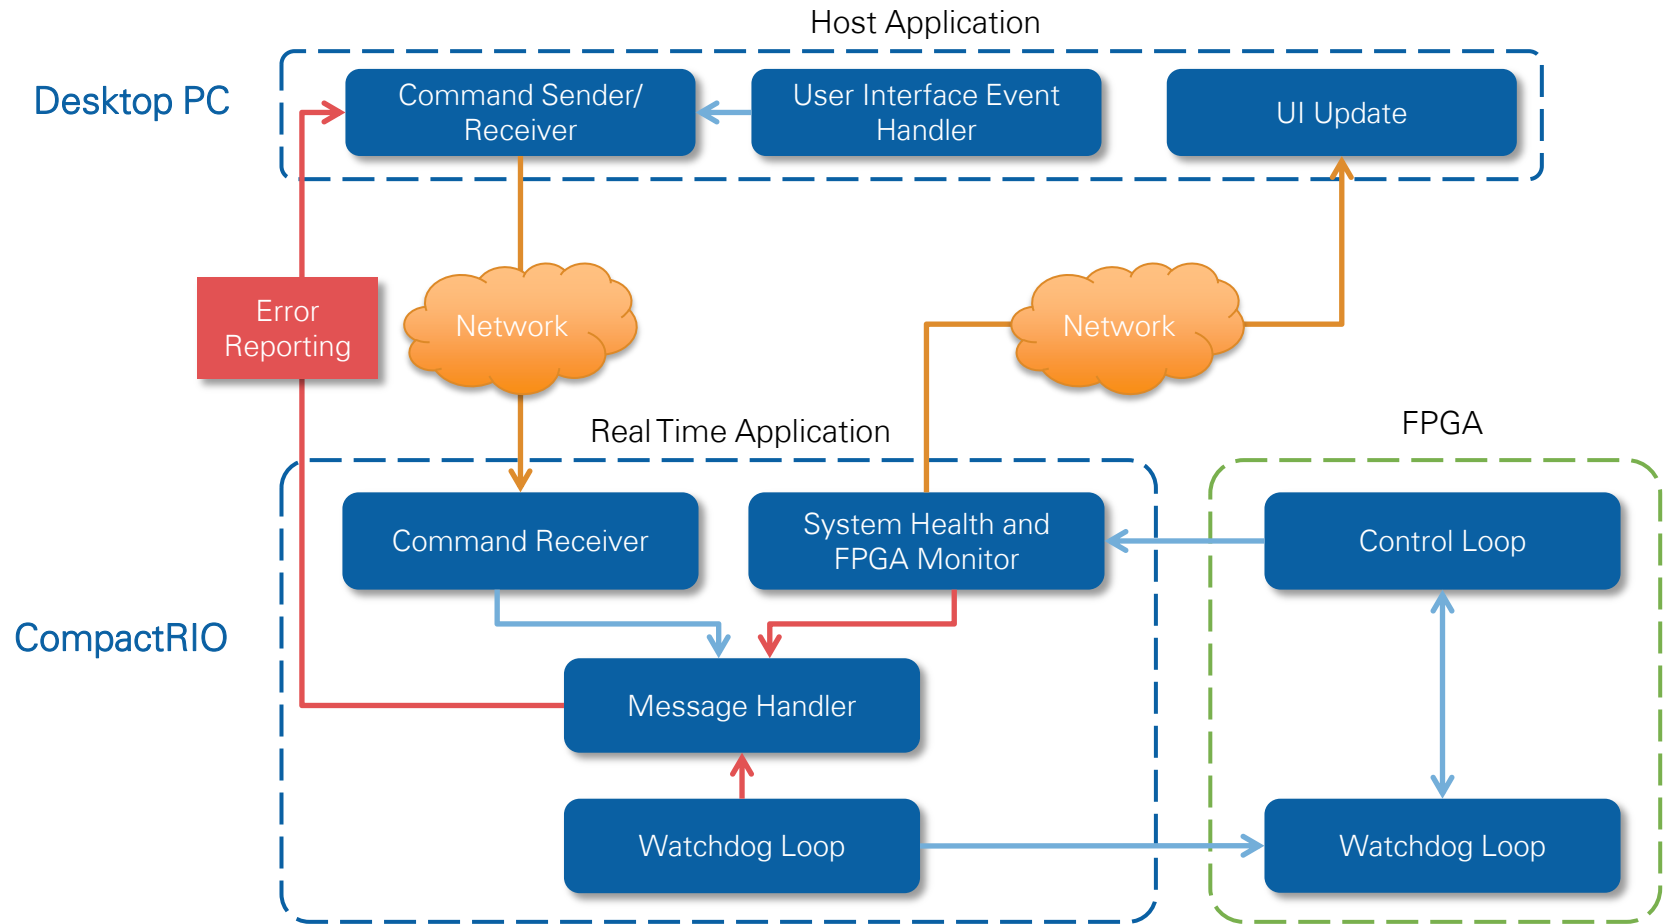 Host Application
Desktop PC
Command Sender/
Receiver
User Interface Event
Handler
UI Update
Error
Reporting
Network
Network
Real Time Application
FPGA
CompactRIO
Command Receiver
System Health and
FPGA Monitor
Control Loop
Message Handler
Watchdog Loop
Watchdog Loop